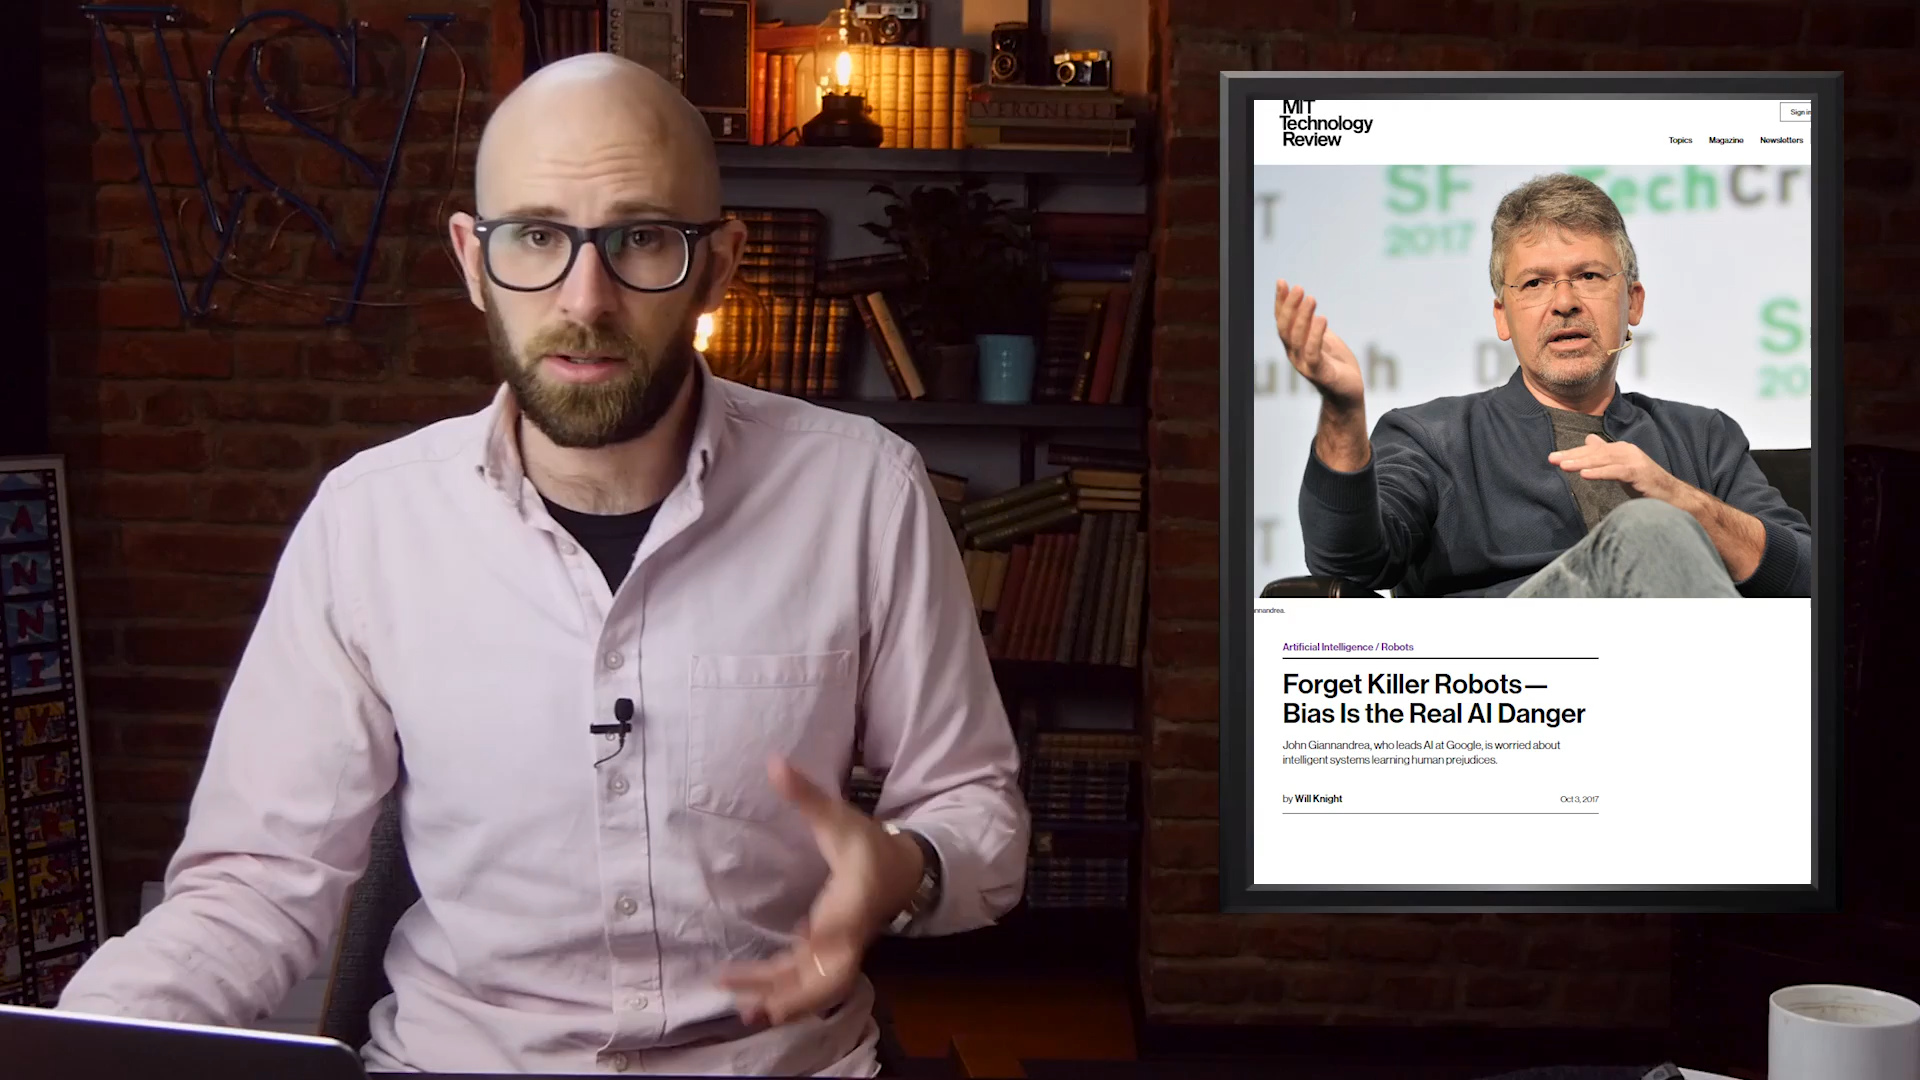 VERONESE
MIT
Technology
Review
Sign in
Topics Magazine Newsletters
SF
2017
TechCr
nnandrea.
Artificial Intelligence / Robots
Forget Killer Robots—
Bias Is the Real AI Danger
John Giannandrea, who leads AI at Google, is worried about
intelligent systems learning human prejudices.
by Will Knight
Oct 3, 2017